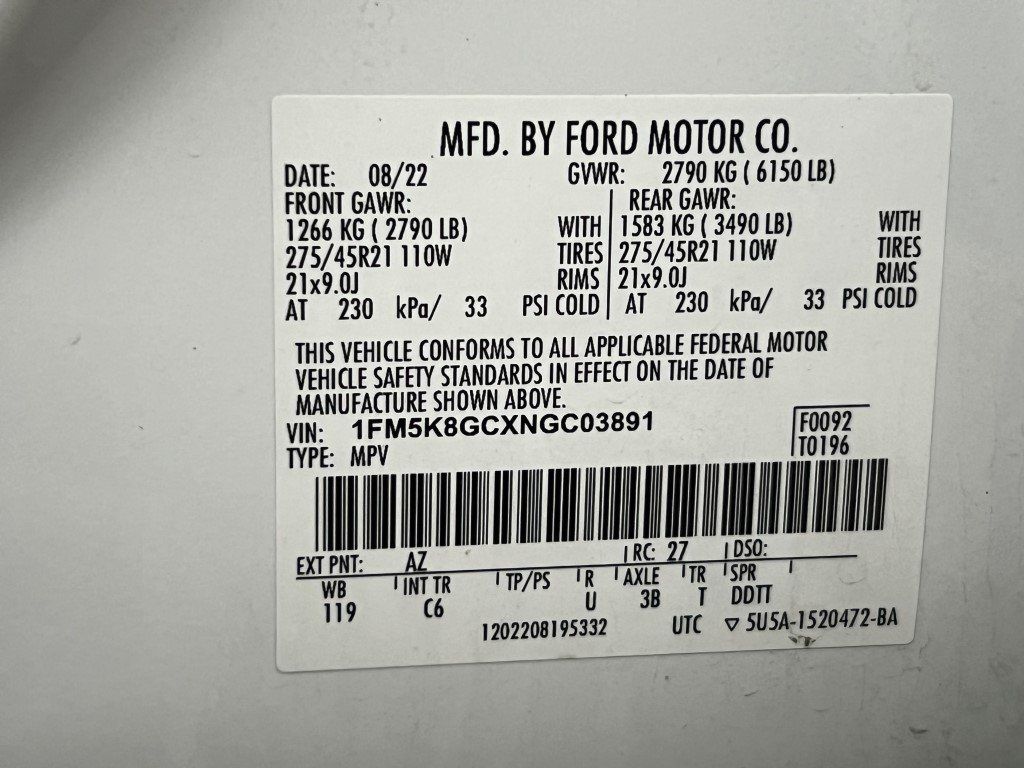 MFD. BY FORD MOTOR CO.
DATE: 08/22 GVWR: 2790 KG ( 6150 LB)
FRONT GAWR: REAR GAWR:
1266 KG ( 2790 LB) WITH 1583 KG ( 3490 LB) WITH
275/45R21 110W TIRES 275/45R21 110W TIRES
21x9.0J RIMS 21x9.0J RIMS
AT 230 kPa/ 33 PSI COLD AT 230 kPa/ 33 PSI COLD
THIS VEHICLE CONFORMS TO ALL APPLICABLE FEDERAL MOTOR
VEHICLE SAFETY STANDARDS IN EFFECT ON THE DATE OF
MANUFACTURE SHOWN ABOVE.
VIN: 1FM5K8GCXNGC03891 F0092
TYPE: MPV T0196
EXT PNT: AZ RC: 27 DSO:
WB INT TR TP/PS R AXLE TR SPR
119 C6 U 3B T DDTT
1202208195332 UTC ▽ 5U5A-1520472-BA